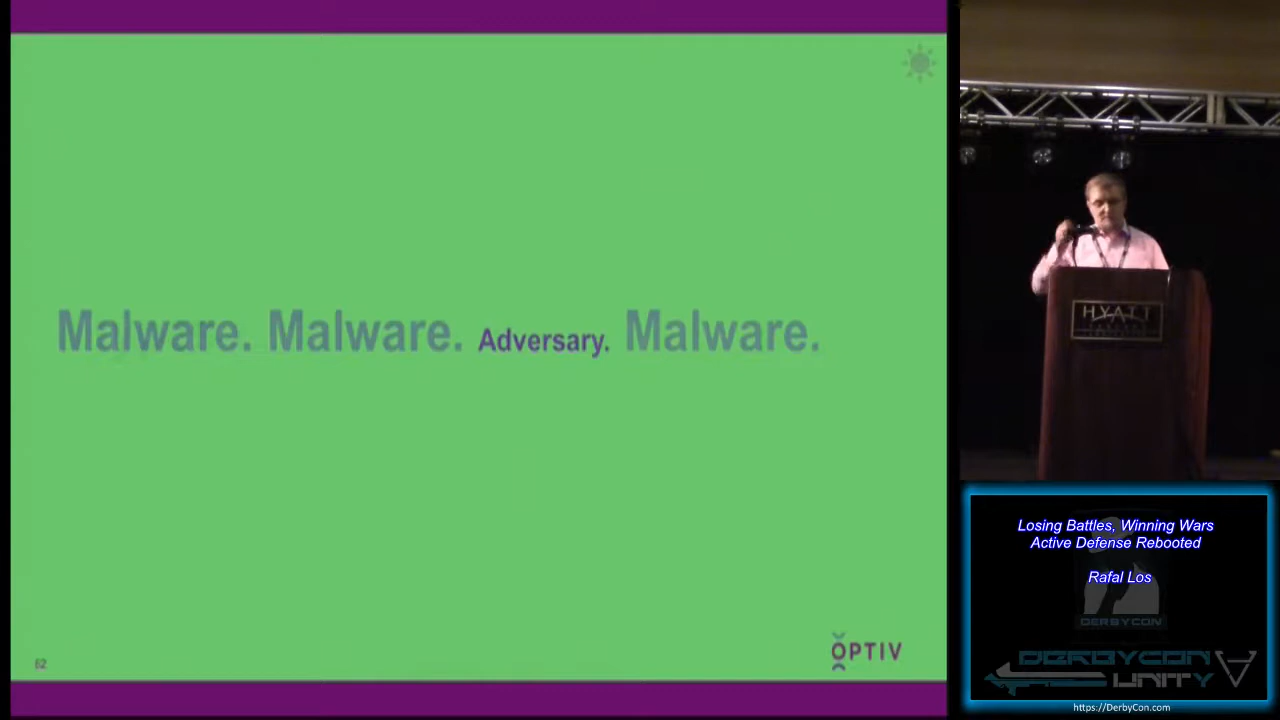 Malware. Malware. Adversary. Malware.
62
OPTIV
HYATT
Losing Battles, Winning Wars
Active Defense Rebooted
Rafal Los
DERBYCON
DERBYCON
UNITY
https://DerbyCon.com